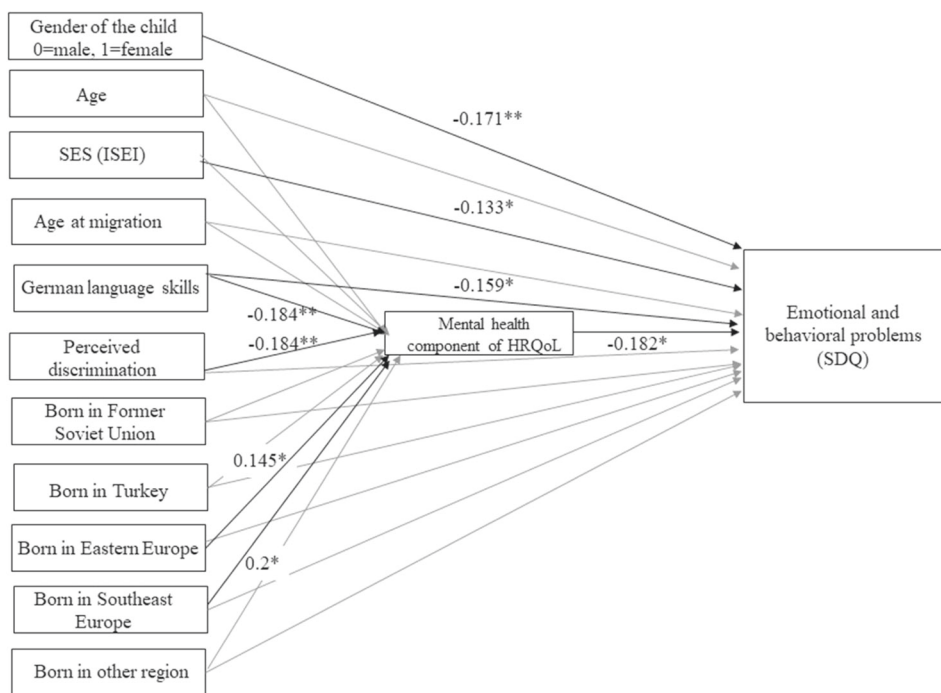 Gender of the child
0=male, 1=female
Age
-0.171**
SES (ISEI)
-0.133*
Age at migration
German language skills
-0.159*
-0.184**
Mental health
component of HRQoL
Emotional and
behavioral problems
(SDQ)
Perceived
discrimination
-0.184**
-0.182*
Born in Former
Soviet Union
0.145*
Born in Turkey
Born in Eastern Europe
0.2*
Born in Southeast
Europe
Born in other region